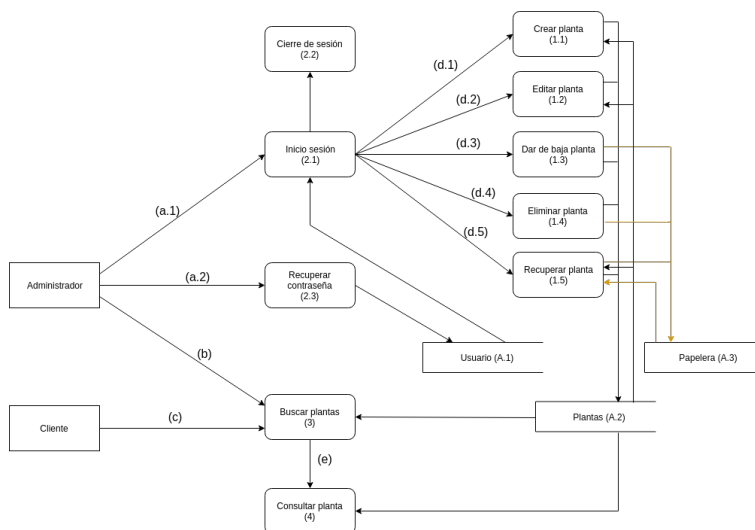 Crear planta
(1.1)
Cierre de sesión
(2.2)
(d.1)
Editar planta
(1.2)
(d.2)
Inicio sesión
(2.1)
(d.3)
Dar de baja planta
(1.3)
(d.4)
Eliminar planta
(1.4)
(a.1)
(d.5)
Recuperar planta
(1.5)
Administrador
(a.2)
Recuperar
contraseña
(2.3)
Usuario (A.1)
Papelera (A.3)
(b)
Cliente
(c)
Buscar plantas
(3)
Plantas (A.2)
(e)
Consultar planta
(4)